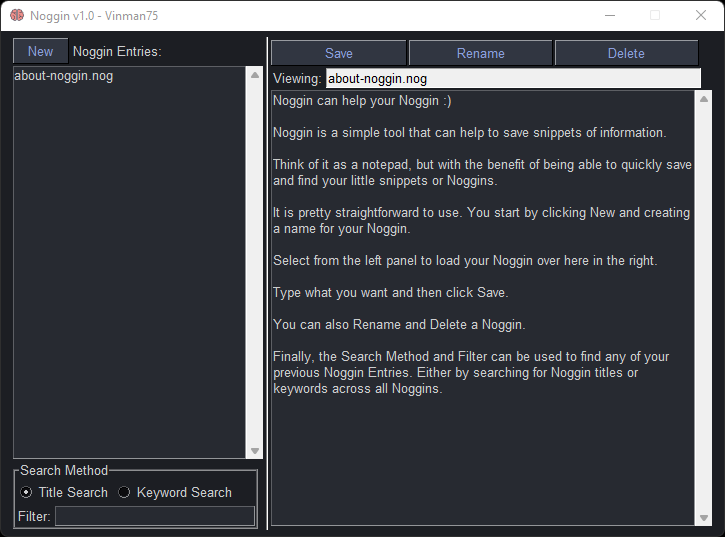 Noggin v1.0 - Vinman75
New
Noggin Entries:
about-noggin.nog
Search Method
Title Search
Keyword Search
Filter:
Save
Rename
Delete
Viewing:
about-noggin.nog
Noggin can help your Noggin :)
Noggin is a simple tool that can help to save snippets of information.
Think of it as a notepad, but with the benefit of being able to quickly save
and find your little snippets or Noggins.
It is pretty straightforward to use. You start by clicking New and creating
a name for your Noggin.
Select from the left panel to load your Noggin over here in the right.
Type what you want and then click Save.
You can also Rename and Delete a Noggin.
Finally, the Search Method and Filter can be used to find any of your
previous Noggin Entries. Either by searching for Noggin titles or
keywords across all Noggins.